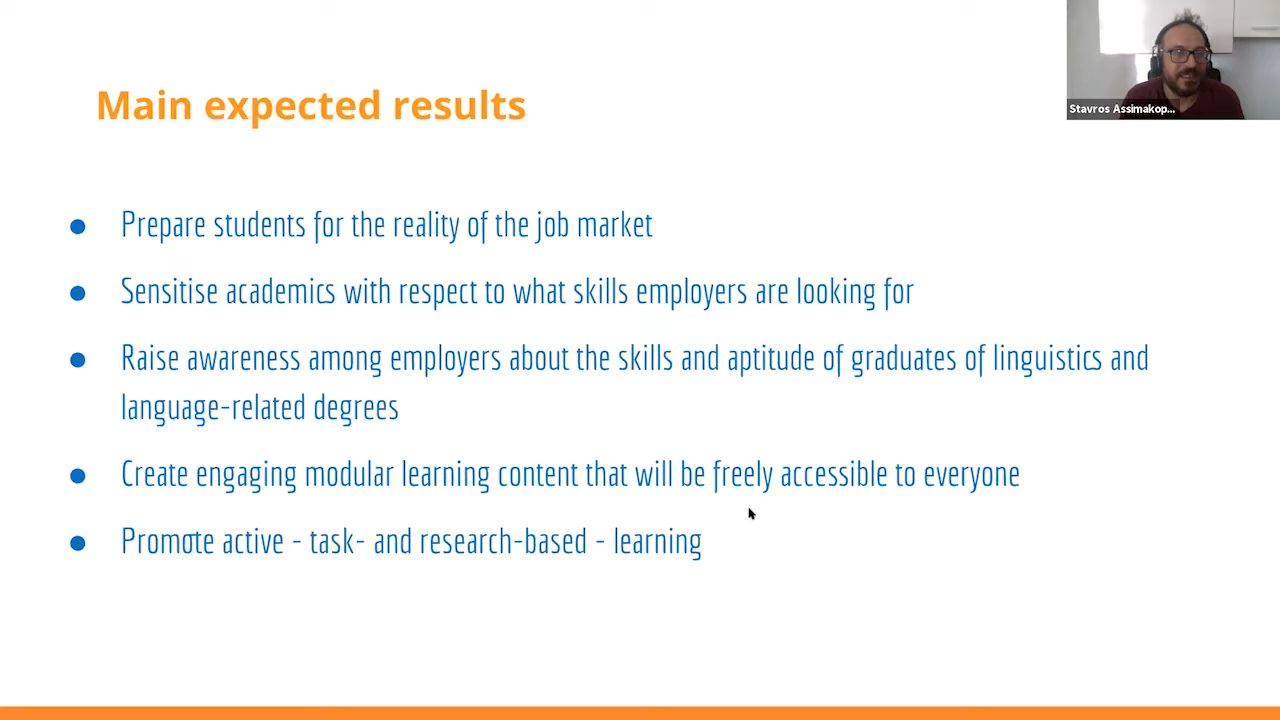 Main expected results
Stavros Assimakop...
● Prepare students for the reality of the job market
● Sensitise academics with respect to what skills employers are looking for
● Raise awareness among employers about the skills and aptitude of graduates of linguistics and
language-related degrees
● Create engaging modular learning content that will be freely accessible to everyone
● Promote active - task- and research-based - learning